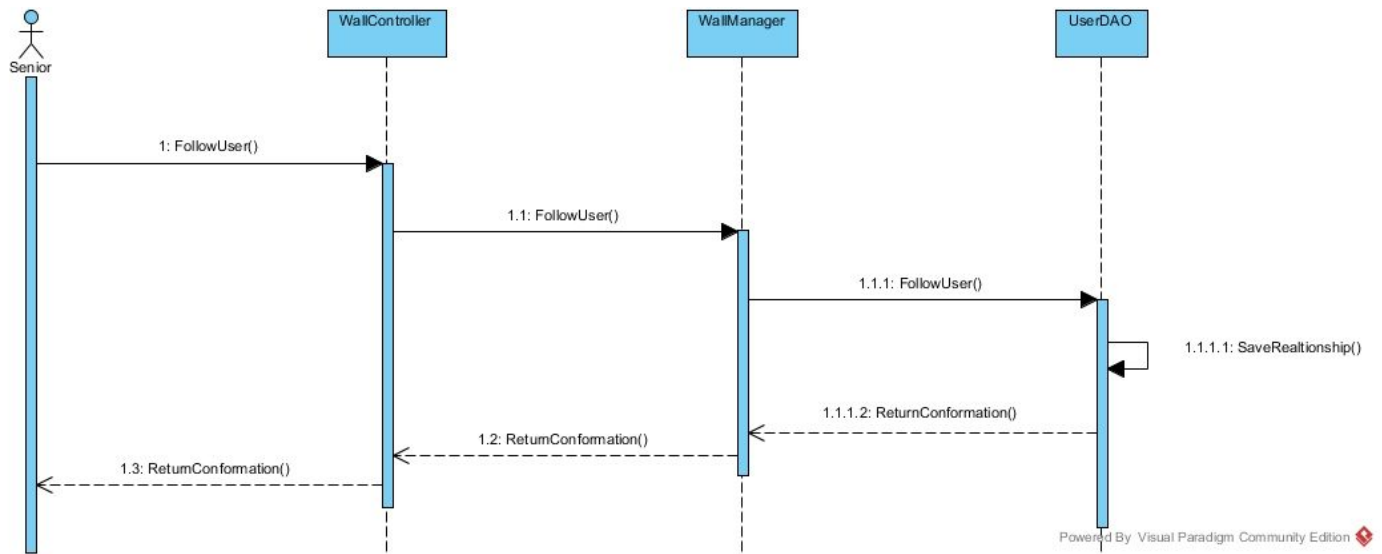 WallController
WallManager
UserDAO
Senior
1: FollowUser()
1.1: FollowUser()
1.1.1: FollowUser()
1.1.1.1: SaveRealtionship()
1.1.1.2: ReturnConformation()
1.2: ReturnConformation()
1.3: ReturnConformation()
Powered By Visual Paradigm Community Edition